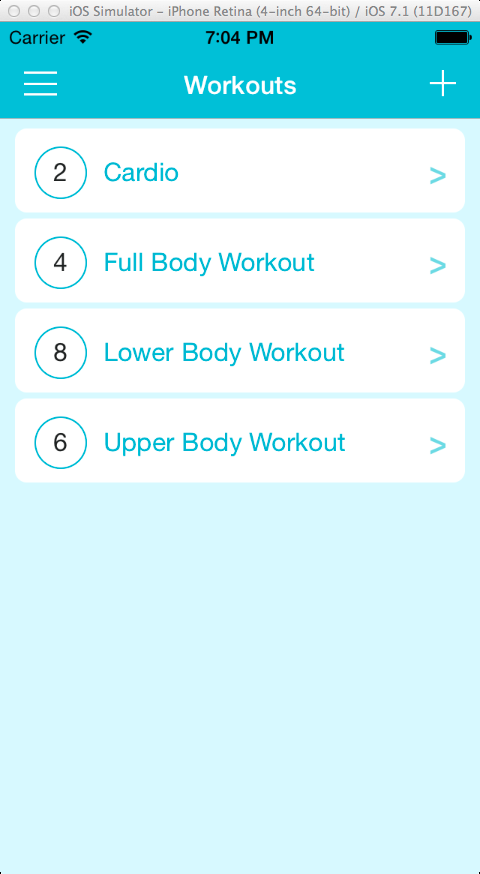 iOS Simulator – iPhone Retina (4-inch 64-bit) / iOS 7.1 (11D167)
Carrier 7:04 PM
Workouts
2 Cardio >
4 Full Body Workout >
8 Lower Body Workout >
6 Upper Body Workout >